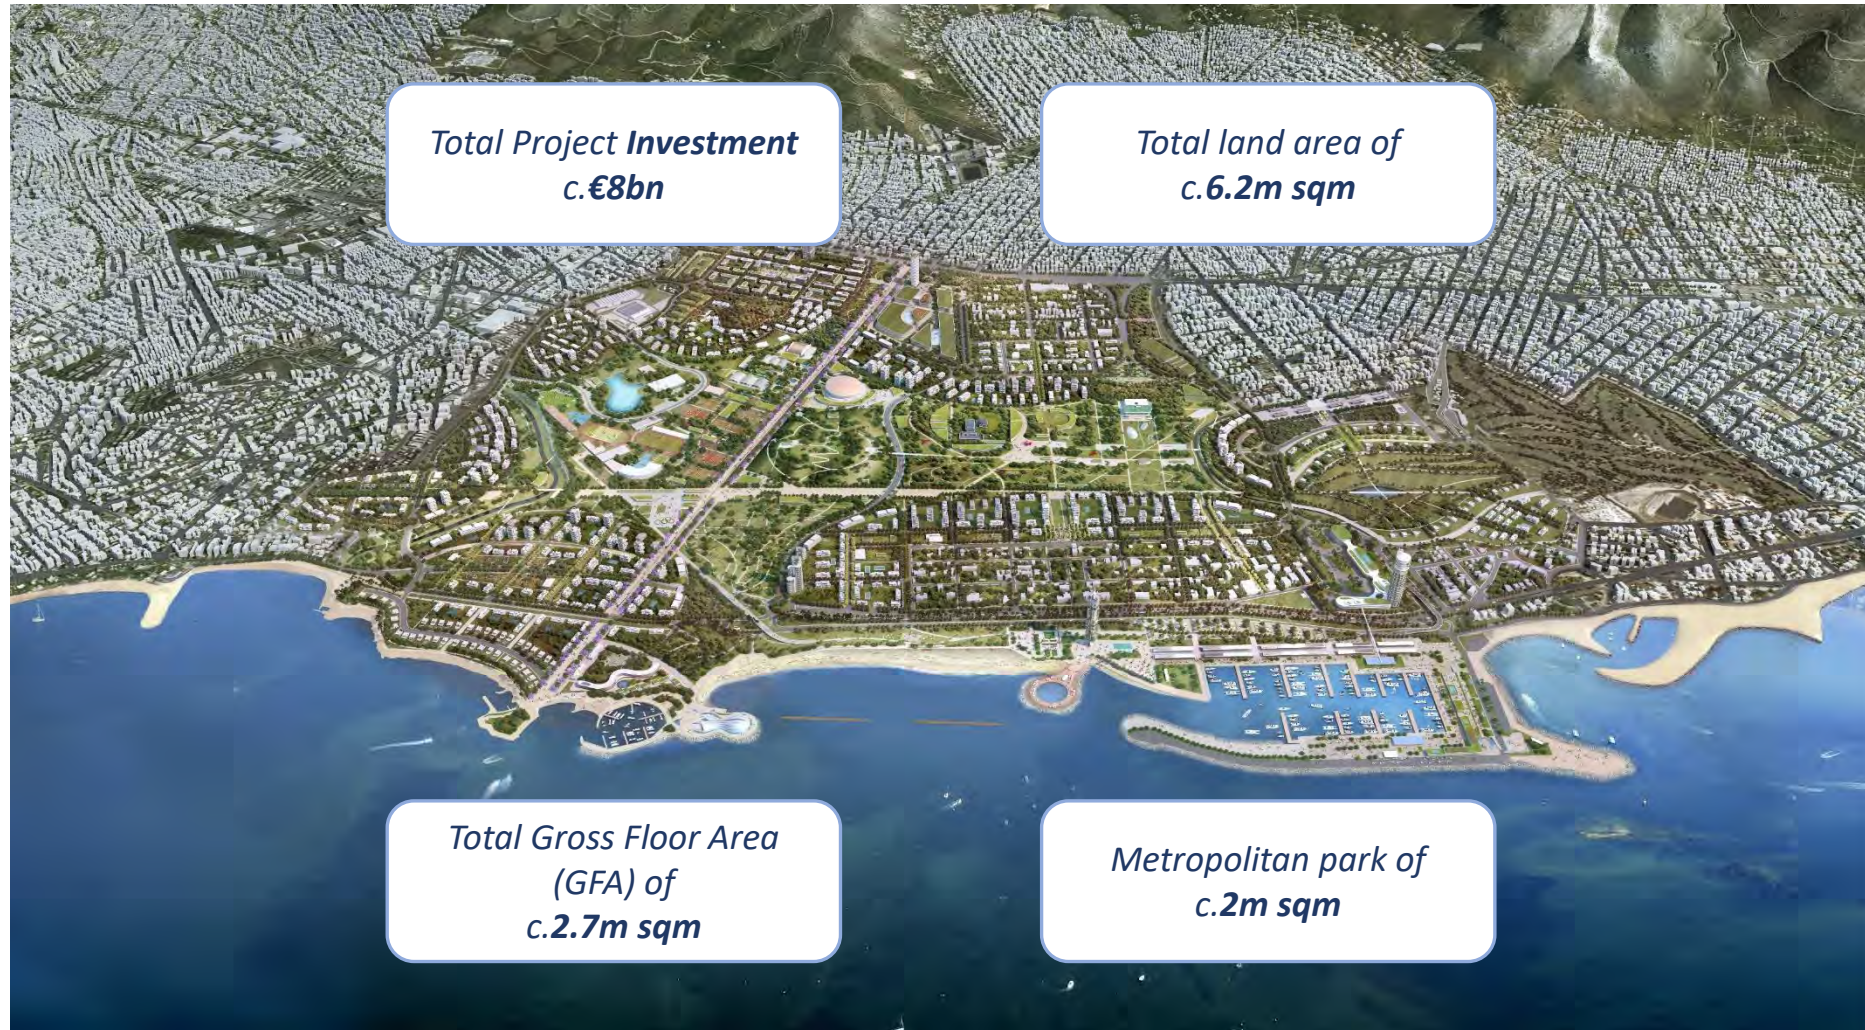 Total Project Investment
c.€8bn
Total land area of
c.6.2m sqm
Total Gross Floor Area
(GFA) of
c.2.7m sqm
Metropolitan park of
c.2m sqm